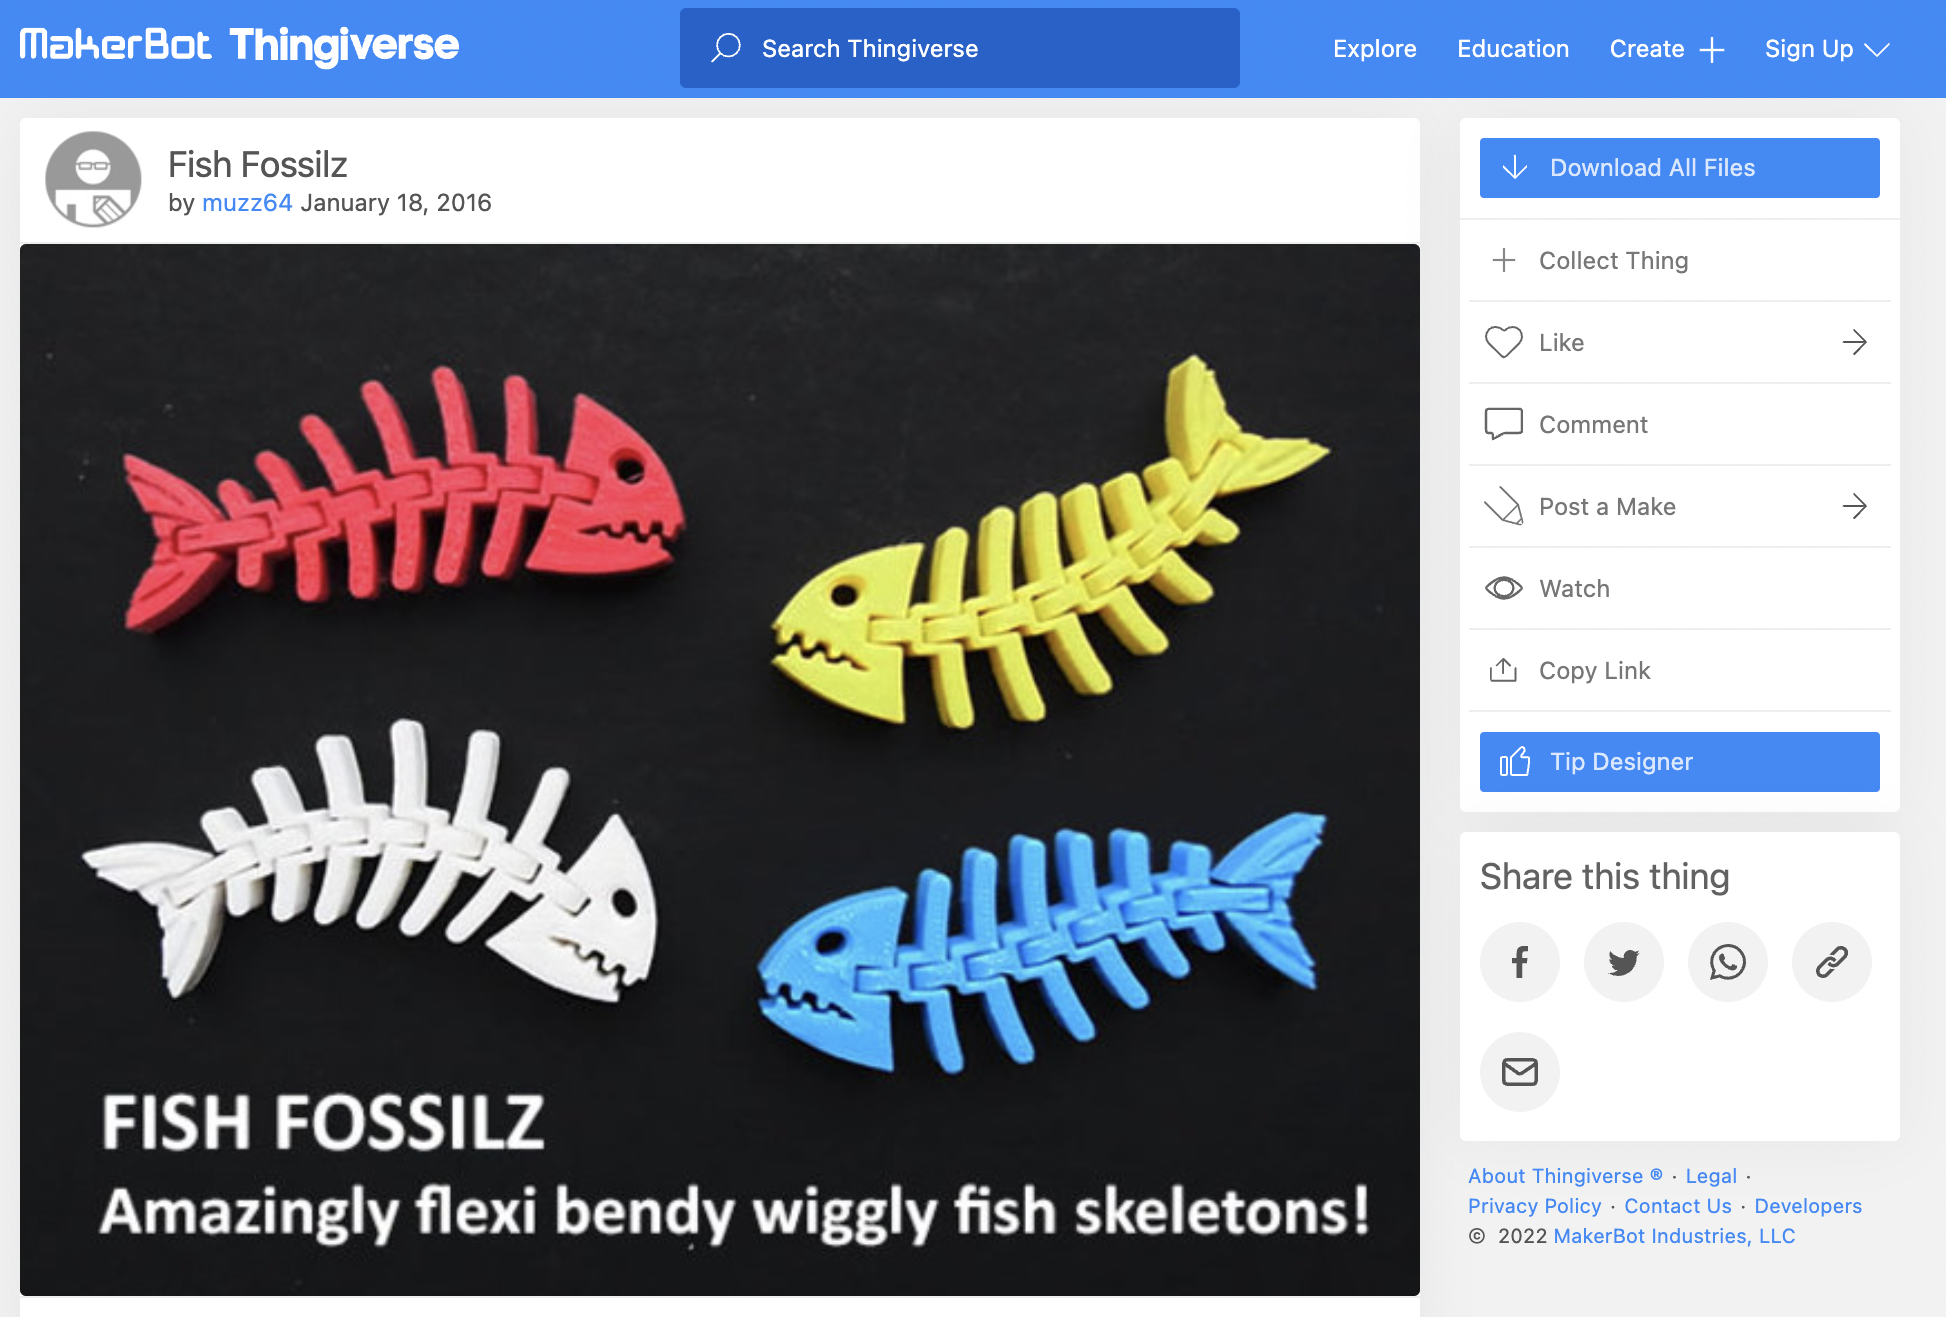 MakerBot Thingiverse
Search Thingiverse
Explore
Education
Create
Sign Up
Fish Fossilz
by muzz64 January 18, 2016
FISH FOSSILZ
Amazingly flexi bendy wiggly fish skeletons!
Download All Files
Collect Thing
Like
Comment
Post a Make
Watch
Copy Link
Tip Designer
Share this thing
About Thingiverse ® · Legal ·
Privacy Policy · Contact Us · Developers
© 2022 MakerBot Industries, LLC